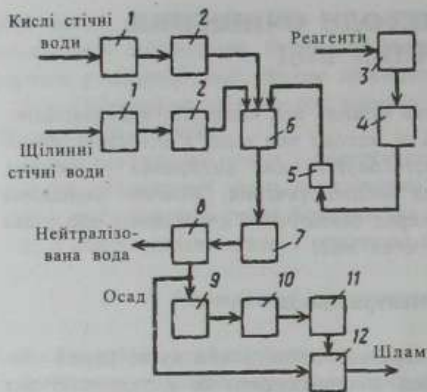 Кислі стічні
води
1
2
Реагенти
3
1
2
Щілинні
стічні води
6
4
5
8
7
Нейтралізо-
вана вода
Осад
9
10
11
12
Шлам